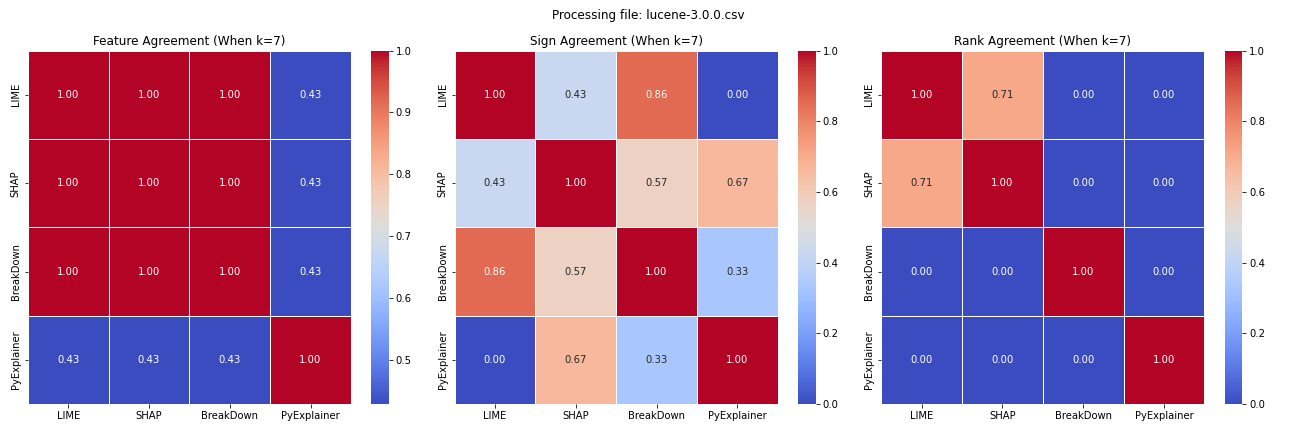 Processing file: lucene-3.0.0.csv
Feature Agreement (When k=7)
LIME 1.00 1.00 1.00 0.43
SHAP 1.00 1.00 1.00 0.43
BreakDown 1.00 1.00 1.00 0.43
PyExplainer 0.43 0.43 0.43 1.00
LIME SHAP BreakDown PyExplainer
1.0
0.9
0.8
0.7
0.6
0.5
Sign Agreement (When k=7)
LIME 1.00 0.43 0.86 0.00
SHAP 0.43 1.00 0.57 0.67
BreakDown 0.86 0.57 1.00 0.33
PyExplainer 0.00 0.67 0.33 1.00
LIME SHAP BreakDown PyExplainer
1.0
0.8
0.6
0.4
0.2
0.0
Rank Agreement (When k=7)
LIME 1.00 0.71 0.00 0.00
SHAP 0.71 1.00 0.00 0.00
BreakDown 0.00 0.00 1.00 0.00
PyExplainer 0.00 0.00 0.00 1.00
LIME SHAP BreakDown PyExplainer
1.0
0.8
0.6
0.4
0.2
0.0